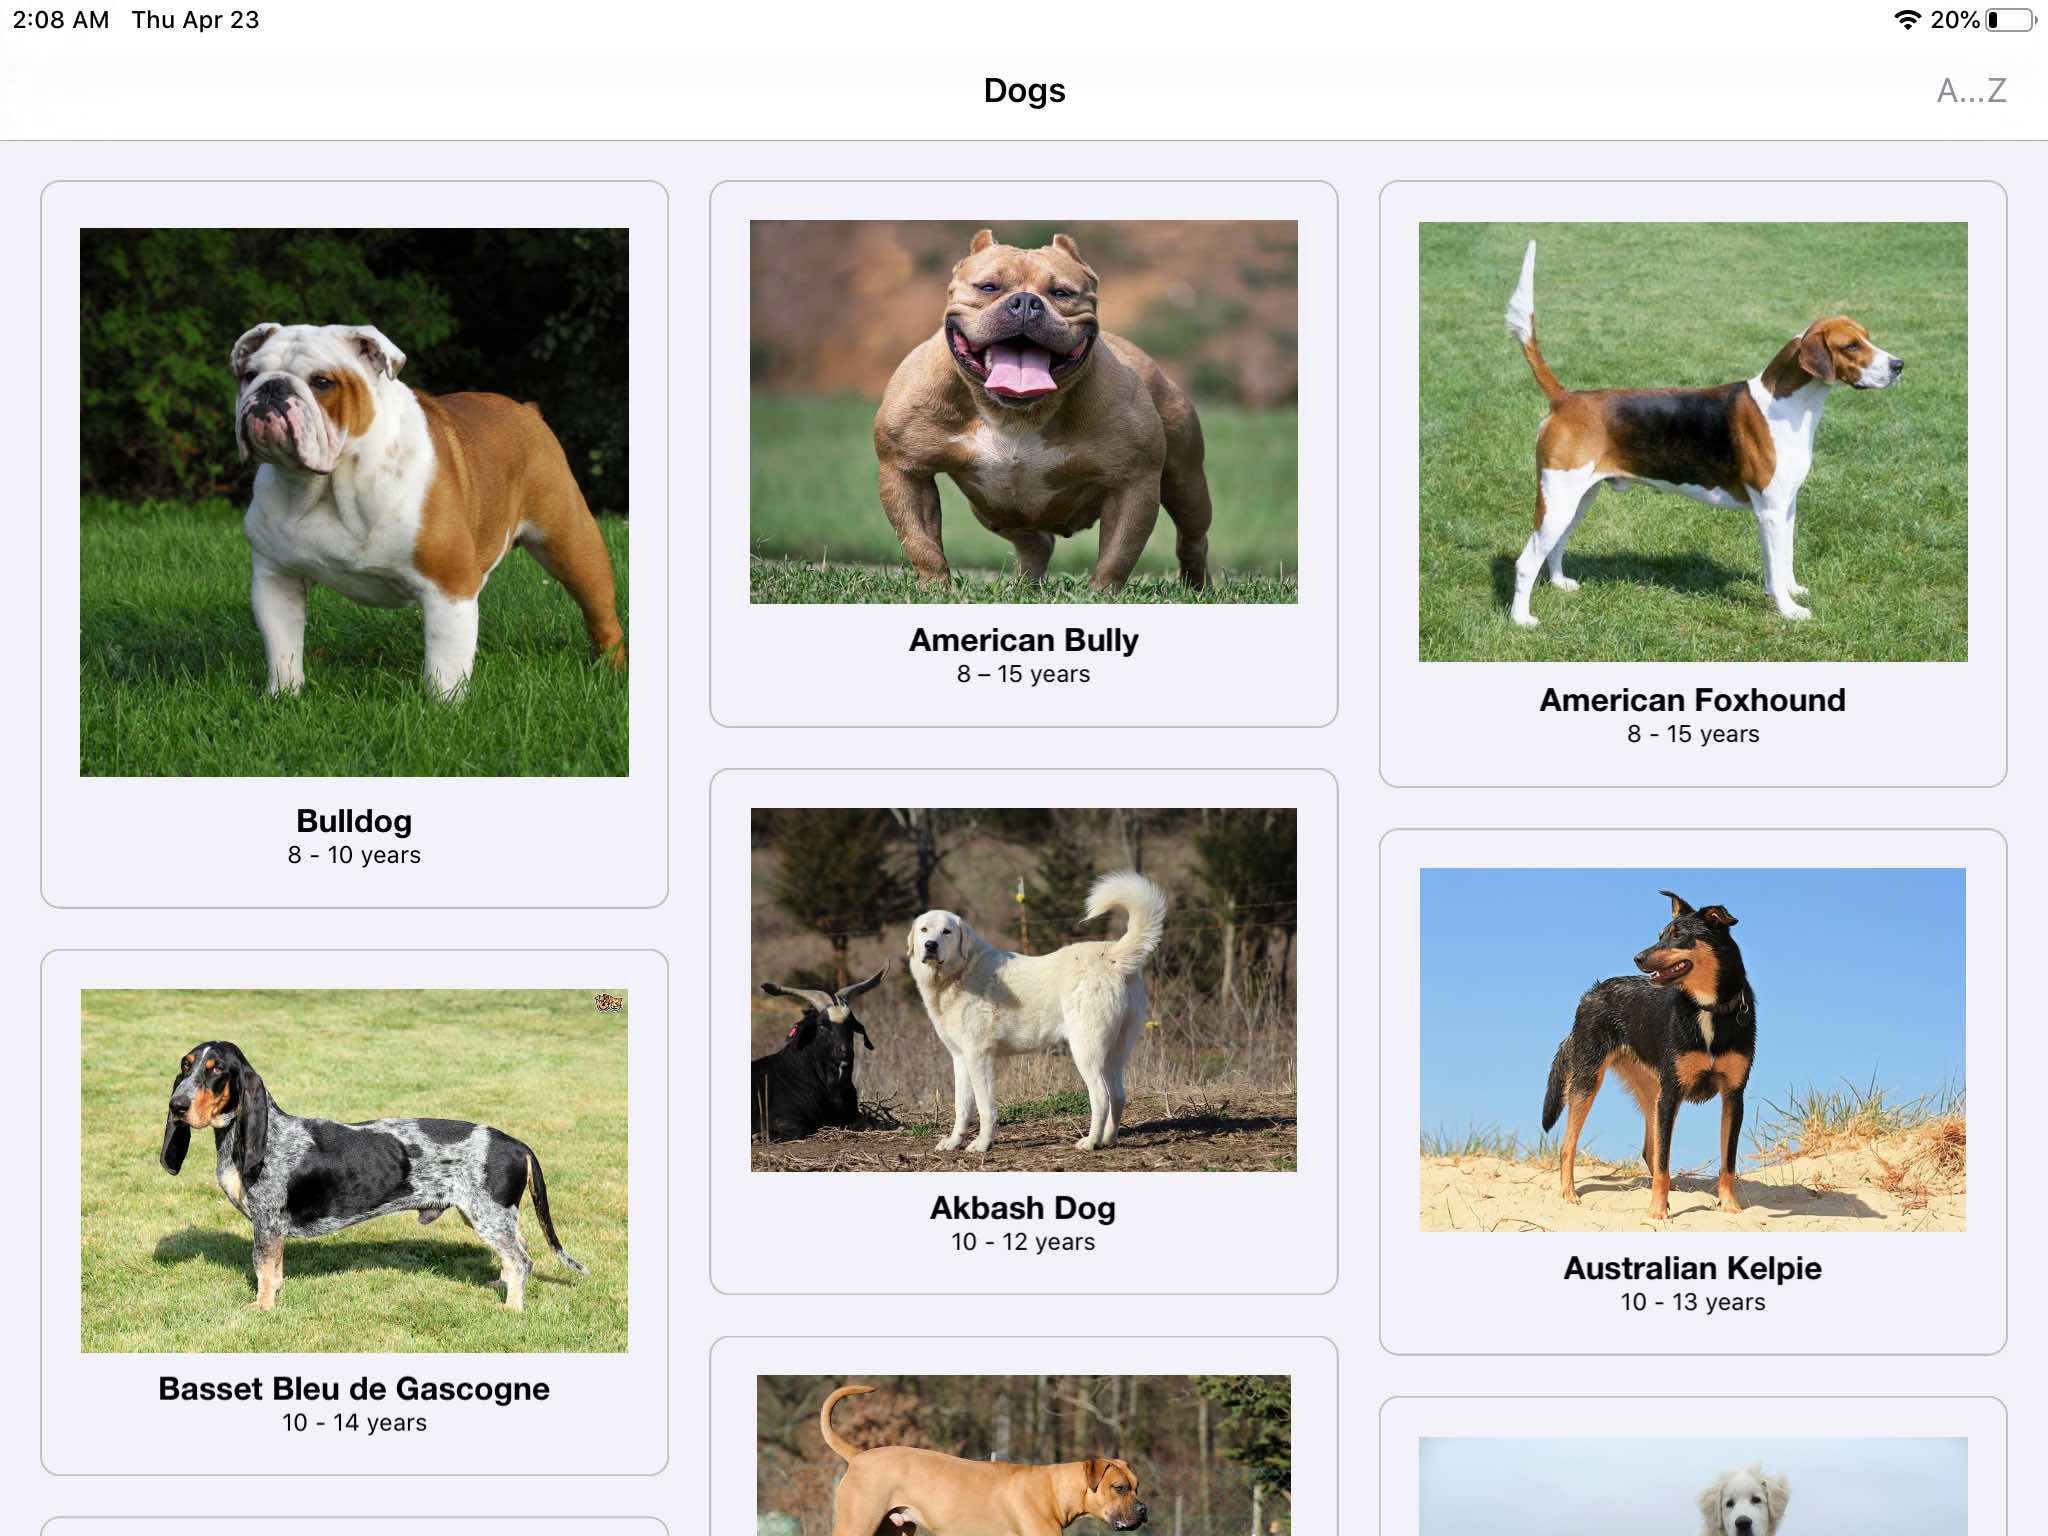 2:08 AM Thu Apr 23 20%
Dogs A...Z
Bulldog
8 - 10 years
American Bully
8 – 15 years
American Foxhound
8 - 15 years
Basset Bleu de Gascogne
10 - 14 years
Akbash Dog
10 - 12 years
Australian Kelpie
10 - 13 years